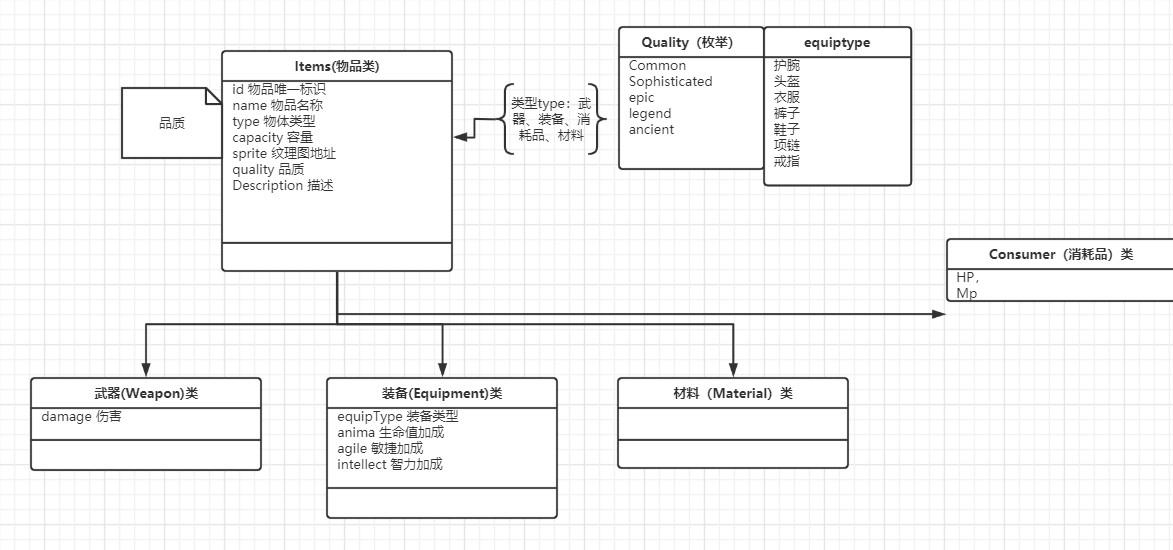 品质
Items(物品类)
id 物品唯一标识
name 物品名称
type 物体类型
capacity 容量
sprite 纹理图地址
quality 品质
Description 描述
类型type：武
器、装备、消
耗品、材料
Quality（枚举）
Common
Sophisticated
epic
legend
ancient
equiptype
护腕
头盔
衣服
裤子
鞋子
项链
戒指
Consumer（消耗品）类
HP，
Mp
武器(Weapon)类
damage 伤害
装备(Equipment)类
equipType 装备类型
anima 生命值加成
agile 敏捷加成
intellect 智力加成
材料（Material）类